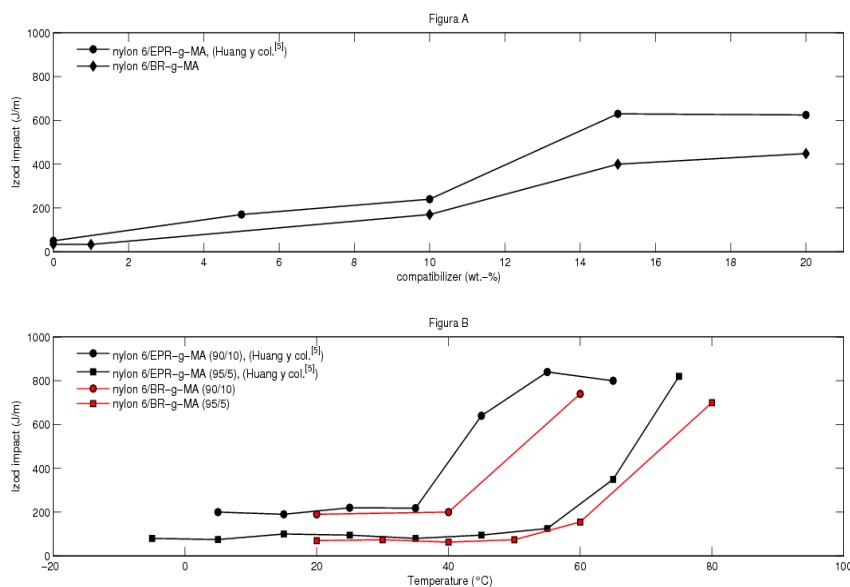 Figura A
1000
800
600
400
200
0
Izod impact (J/m)
nylon 6/EPR-g-MA, (Huang y col.[5])
nylon 6/BR-g-MA
0 2 4 6 8 10 12 14 16 18 20
compatibilizer (wt.-%)
Figura B
1000
800
600
400
200
0
Izod impact (J/m)
nylon 6/EPR-g-MA (90/10), (Huang y col.[5])
nylon 6/EPR-g-MA (95/5), (Huang y col.[5])
nylon 6/BR-g-MA (90/10)
nylon 6/BR-g-MA (95/5)
-20 0 20 40 60 80 100
Temperature (°C)